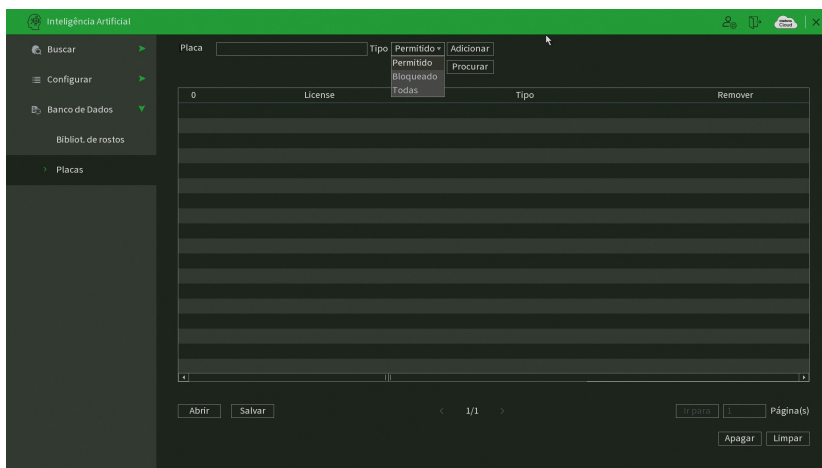 Inteligência Artificial
Cloud
Buscar
Configurar
Banco de Dados
Bibliot. de rostos
Placas
Placa Tipo Permitido Adicionar
Permitido
Bloqueado
Todas
Procurar
0 License Tipo Remover
Abrir Salvar 1/1 Ir para 1 Página(s)
Apagar Limpar